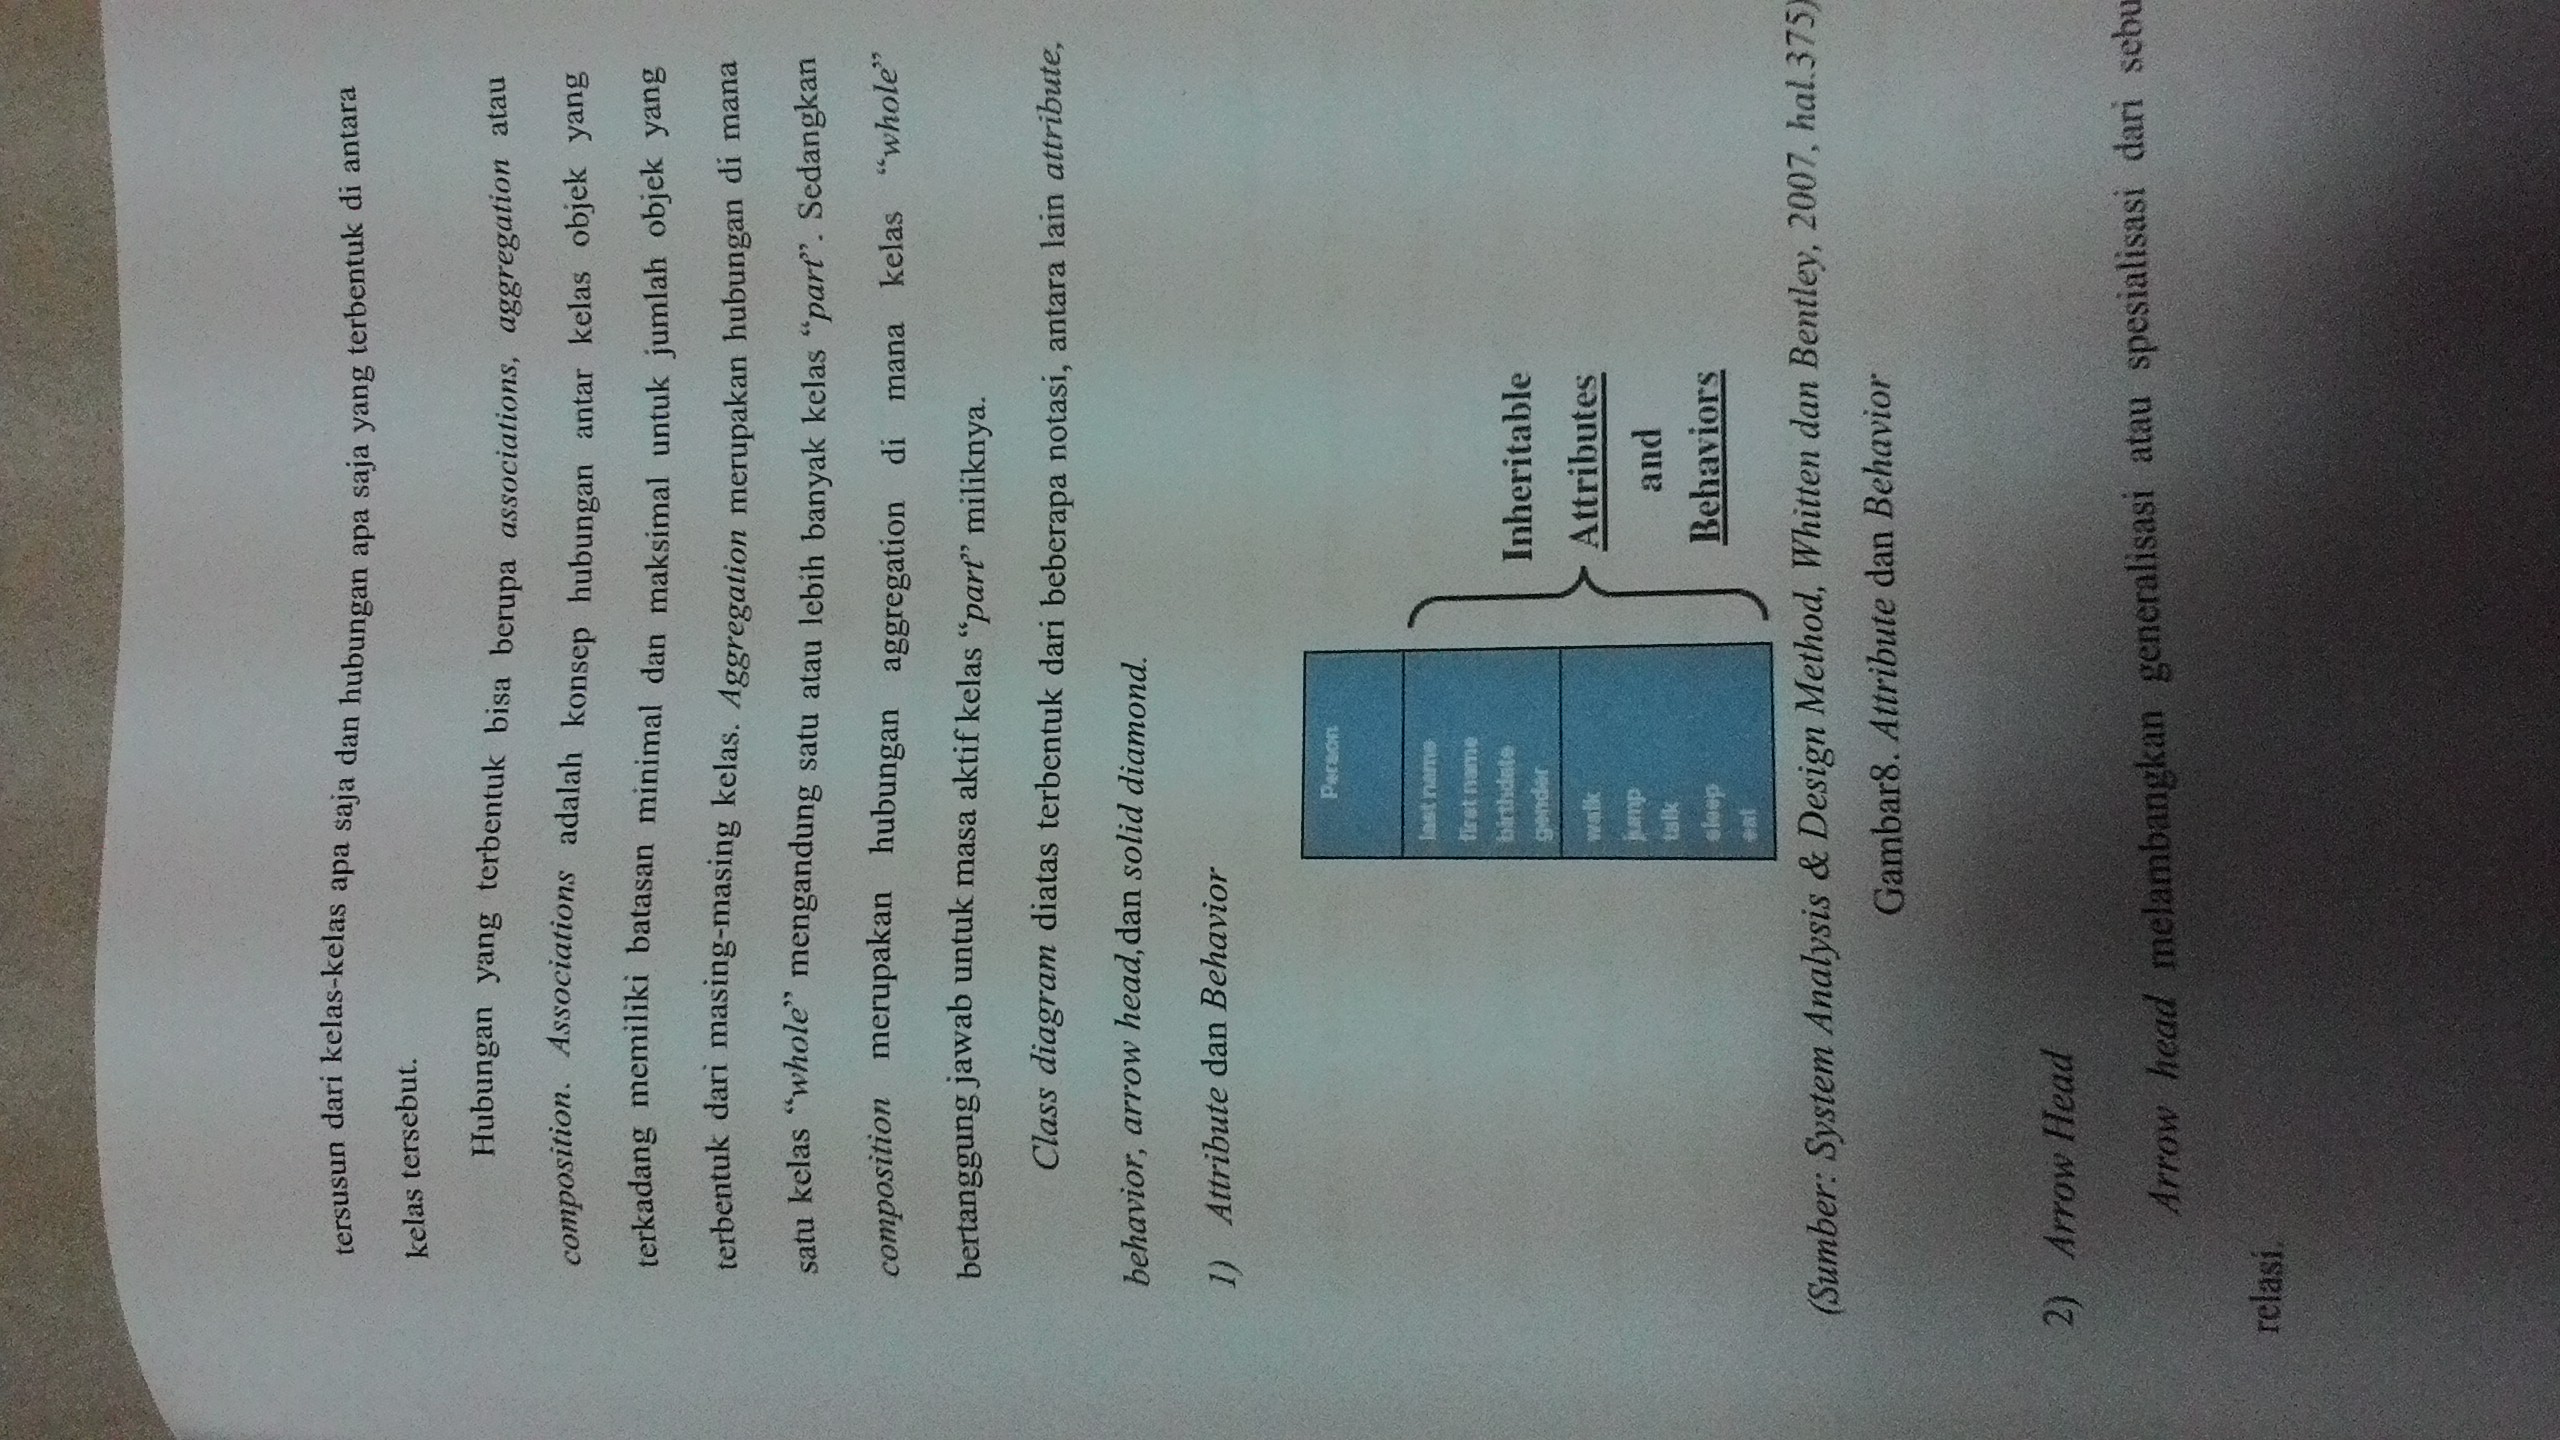 tersusun dari kelas-kelas apa saja dan hubungan apa saja yang terbentuk di antara
kelas tersebut.
Hubungan yang terbentuk bisa berupa associations, aggregation atau
composition. Associations adalah konsep hubungan antar kelas objek yang
terkadang memiliki batasan minimal dan maksimal untuk jumlah objek yang
terbentuk dari masing-masing kelas. Aggregation merupakan hubungan di mana
satu kelas “whole” mengandung satu atau lebih banyak kelas “part”. Sedangkan
composition merupakan hubungan aggregation di mana kelas “whole”
bertanggung jawab untuk masa aktif kelas “part” miliknya.
Class diagram diatas terbentuk dari beberapa notasi, antara lain attribute,
behavior, arrow head,dan solid diamond.
1) Attribute dan Behavior
Person
last name
first name
birthdate
gender
walk
jump
talk
sleep
eat
Inheritable
Attributes
and
Behaviors
(Sumber: System Analysis & Design Method, Whitten dan Bentley, 2007, hal.375)
Gambar8. Attribute dan Behavior
2) Arrow Head
Arrow head melambangkan generalisasi atau spesialisasi dari sebu
relasi.